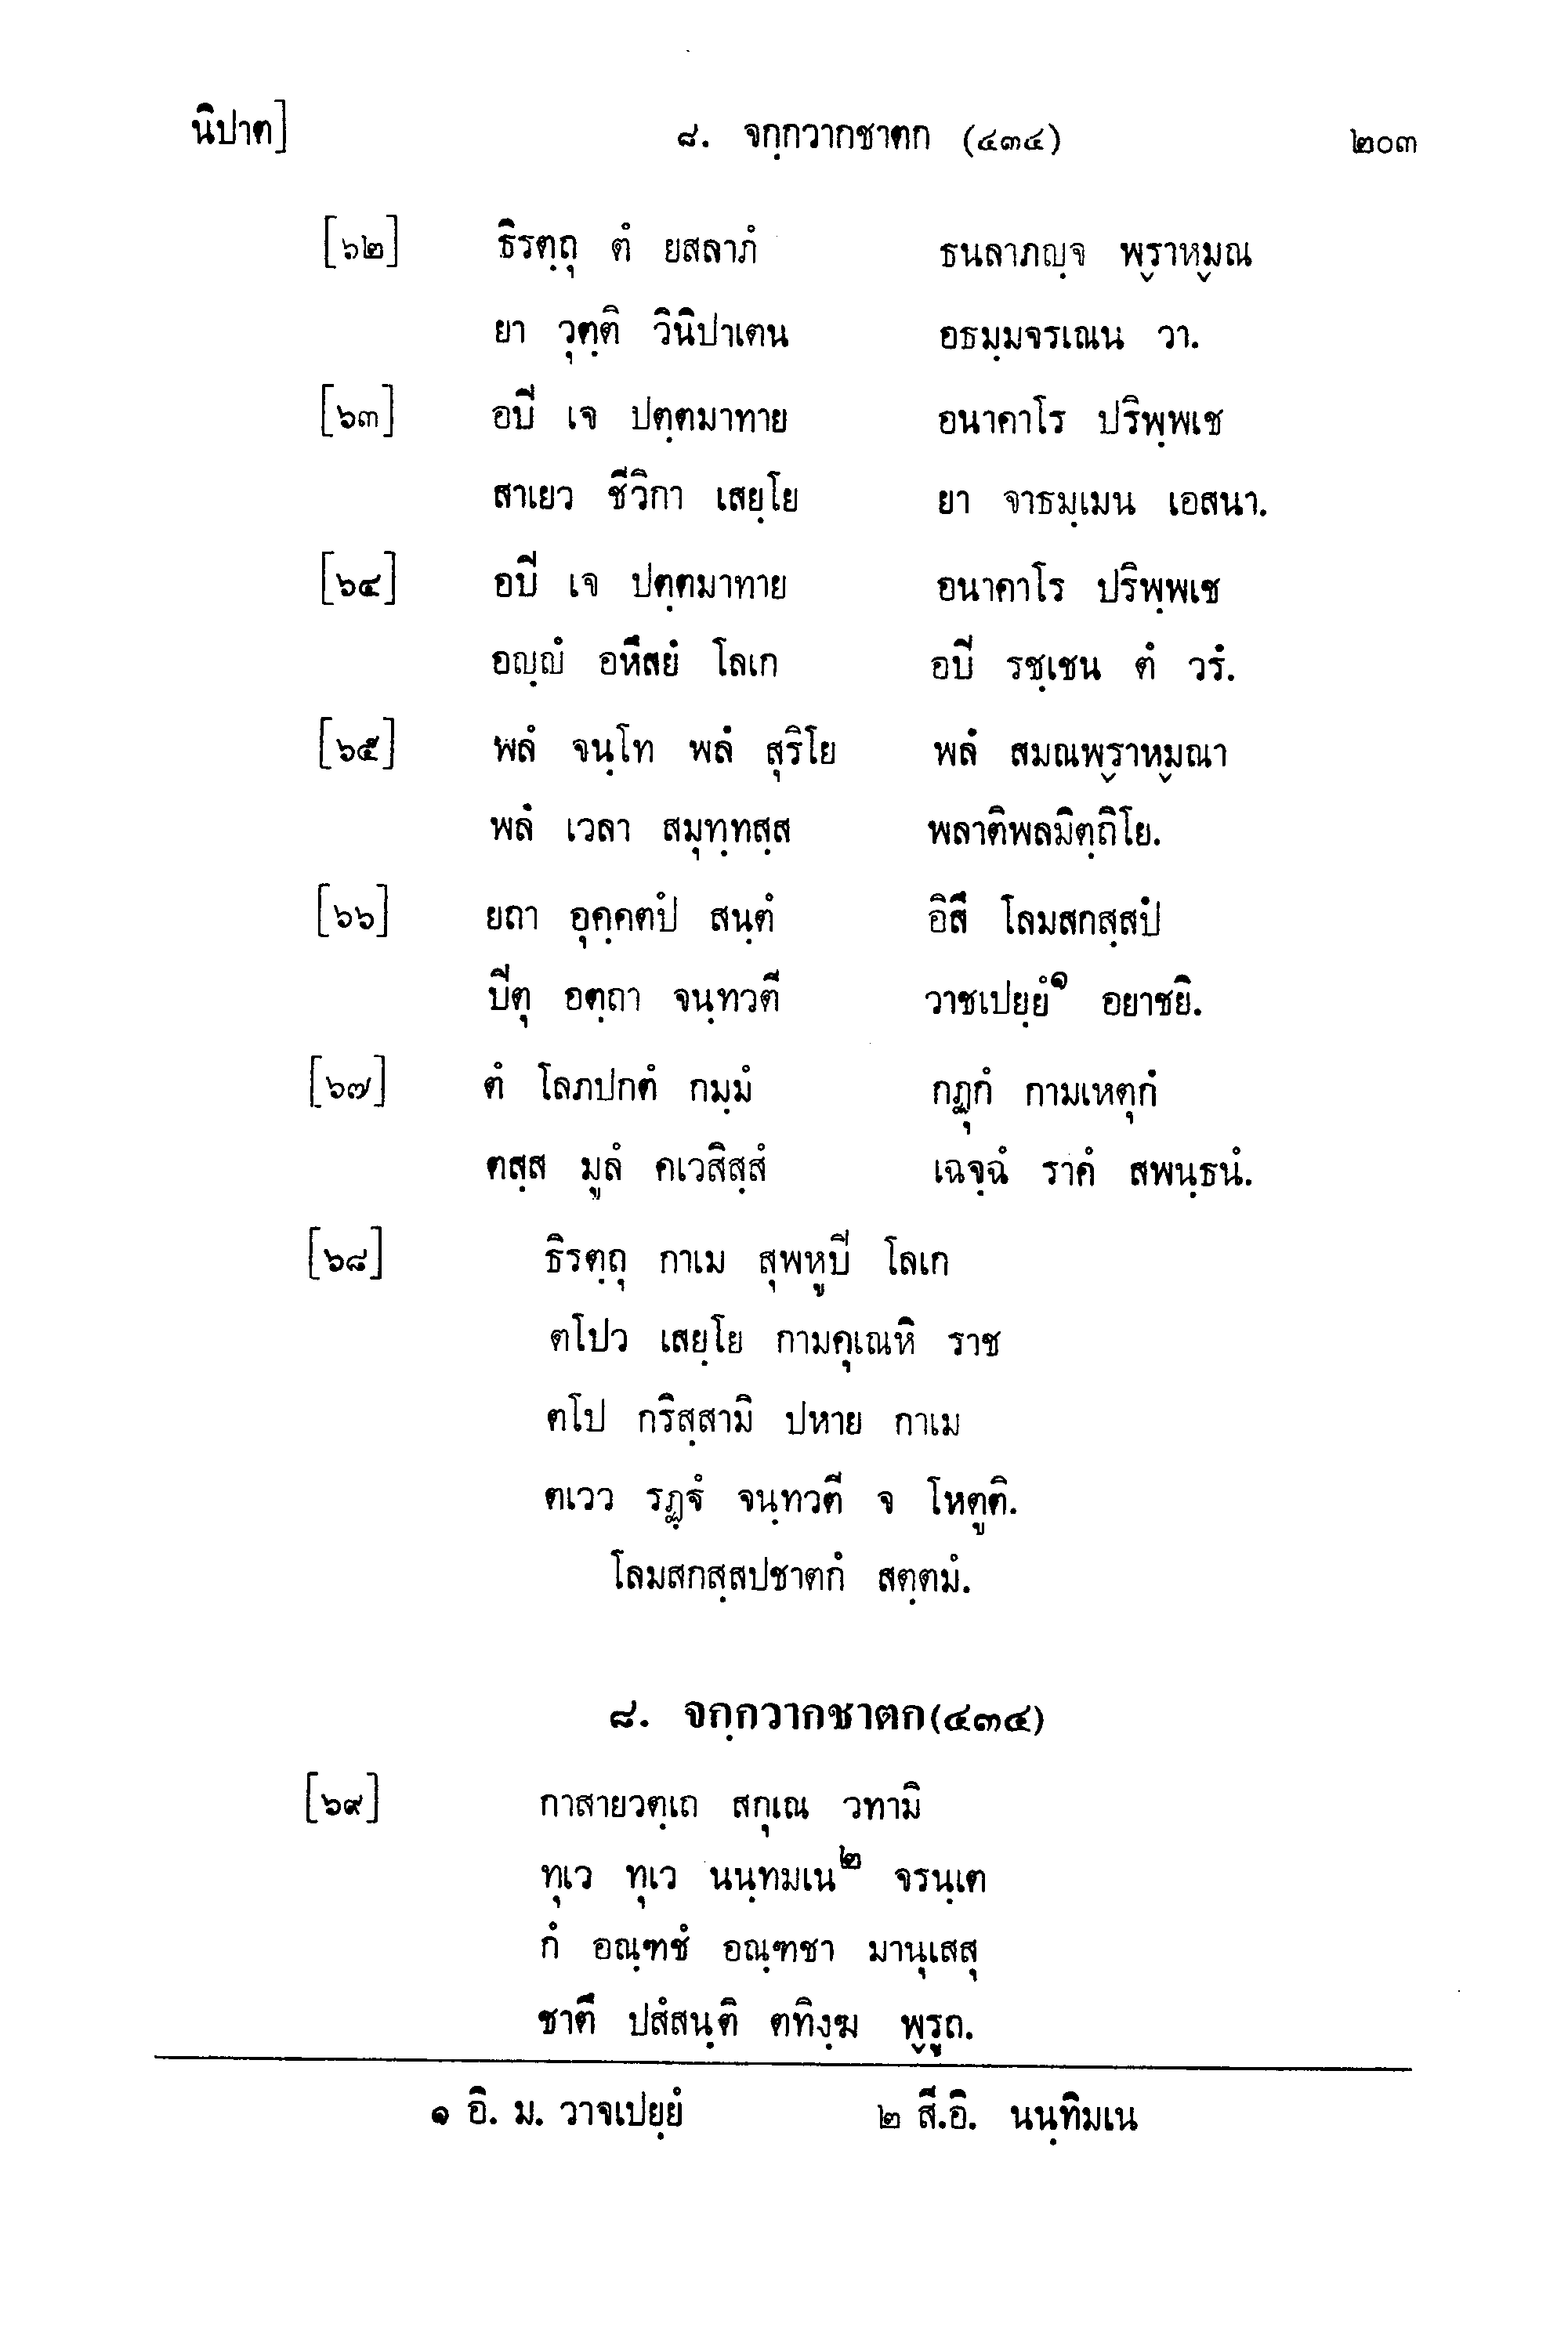 นิปาต] ๘. จกฺกวากชาตก (๔๓๔) ๒๐๓
[๖๒] ธิรตฺถุ ตํ ยสลาภํ ธนลาภญฺจ พฺราหฺมณ
ยา วุตฺติ วินิปาเตน อธมฺมจรเณน วา.
[๖๓] อปิ เจ ปตฺตมาทาย อนาคาโร ปริพฺพเช
สาเยว ชีวิกา เสยฺโย ยา จาธมฺเมน เอสนา.
[๖๔] อปิ เจ ปตฺตมาทาย อนาคาโร ปริพฺพเช
อญฺญํ อหึสยํ โลเก อปิ รชฺเชน ตํ วรํ.
[๖๕] พลํ จนฺโท พลํ สุริโย พลํ สมณพฺราหฺมณา
พลํ เวลา สมุทฺทสฺส พลาติพลมิตฺถิโย.
[๖๖] ยถา อุคฺคตปํ สนฺตํ อิสึ โลมสกสฺสปํ
ปิตุ อตฺถา จนฺทวตี วาชเปยฺยํ๑ อยาชยิ.
[๖๗] ตํ โลภปกตํ กมฺมํ กฏุกํ กามเหตุกํ
ตสฺส มูลํ คเวสิสฺสํ เฉจฺฉํ ราคํ สพนฺธนํ.
[๖๘] ธิรตฺถุ กาเม สุพหูปิ โลเก
ตโปว เสยฺโย กามคุเณหิ ราช
ตโป กริสฺสามิ ปหาย กาเม
ตเวว รฏฺฐํ จนฺทวตี จ โหตูติ.
โลมสกสฺสปชาตกํ สตฺตมํ.
๘. จกฺกวากชาตก(๔๓๔)
[๖๙] กาสายวตฺเถ สกุเณ วทามิ
ทุเว ทุเว นนฺทมเน๒ จรนฺเต
กํ อณฺฑชํ อณฺฑชา มานุเสสุ
ชาตึ ปสํสนฺติ ตทิงฺฆ พฺรูถ.
๑ อิ. ม. วาจเปยฺยํ ๒ สี.อิ. นนฺทิมเน